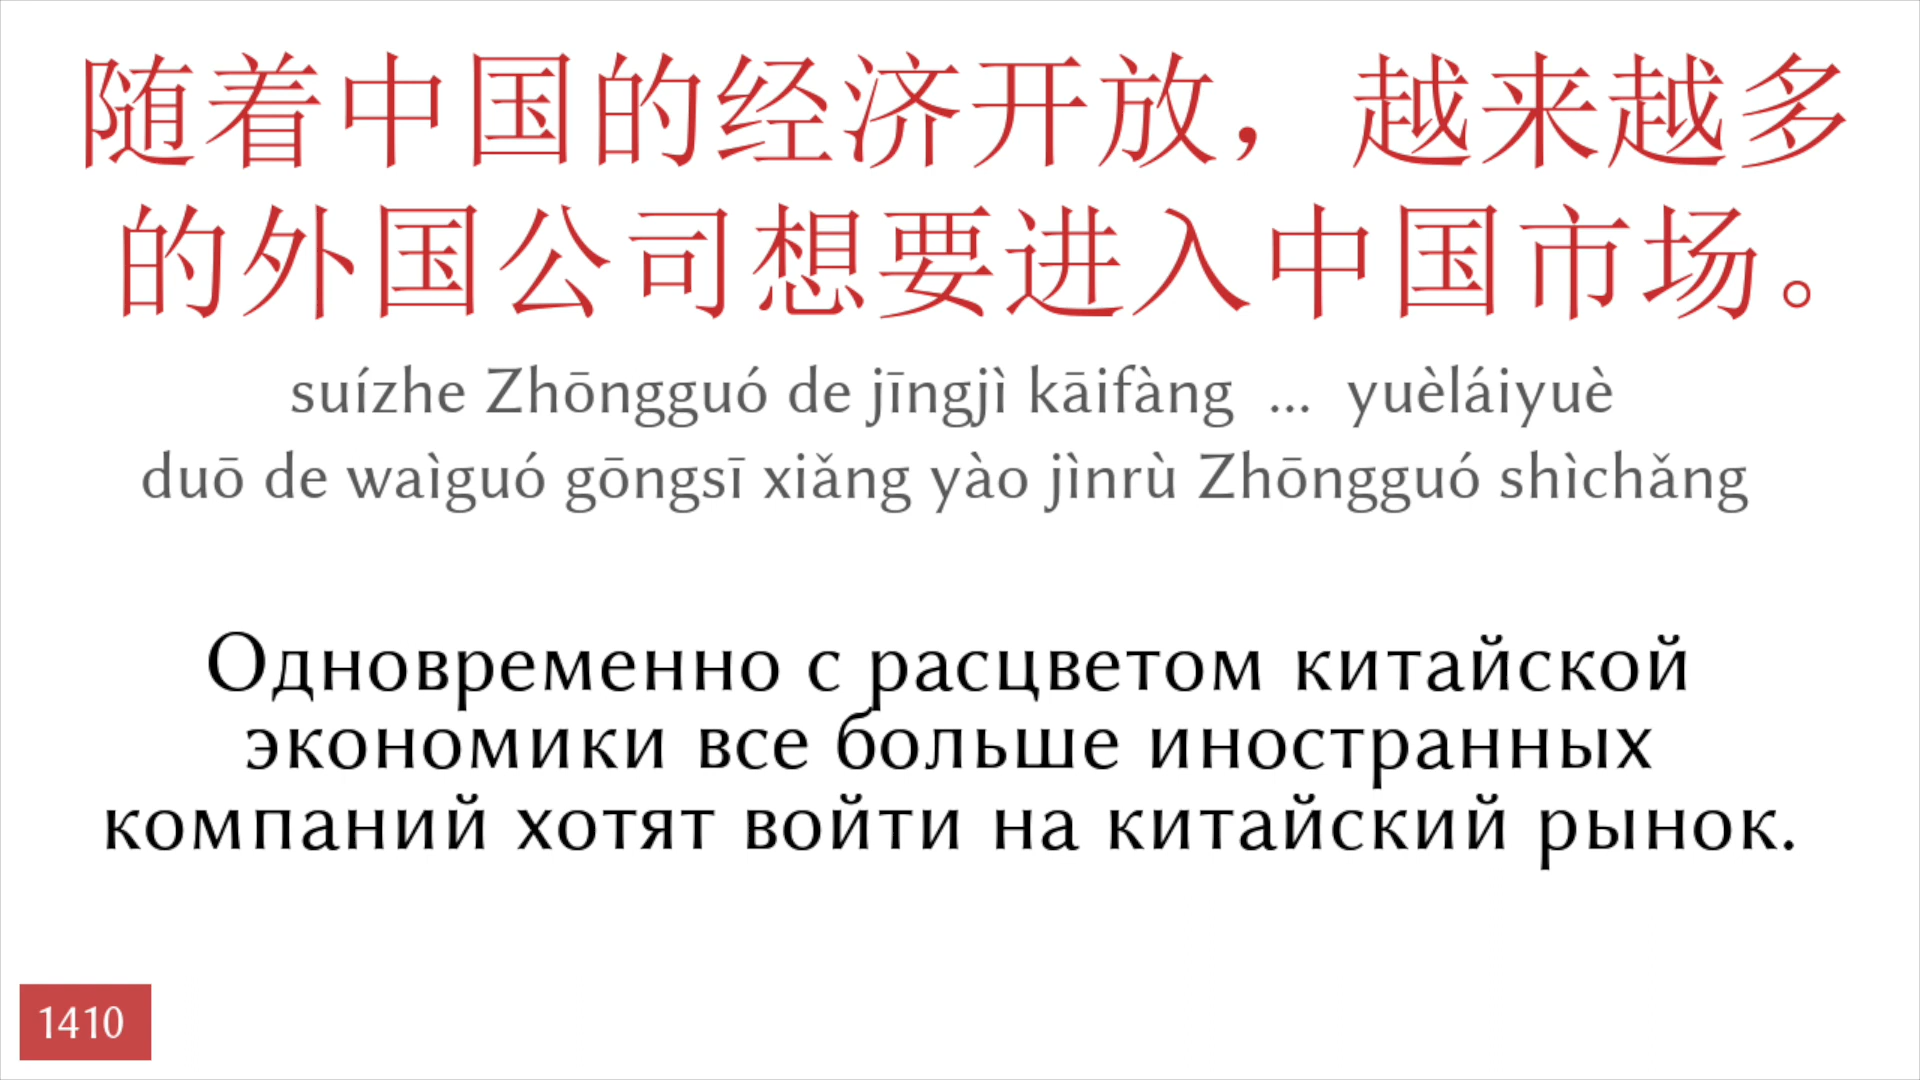 随着中国的经济开放，越来越多
的外国公司想要进入中国市场。
suízhe Zhōngguó de jīngjì kāifàng ... yuèláiyuè
duō de waìguó gōngsī xiǎng yào jìnrù Zhōngguó shìchǎng
Одновременно с расцветом китайской
экономики все больше иностранных
компаний хотят войти на китайский рынок.
1410